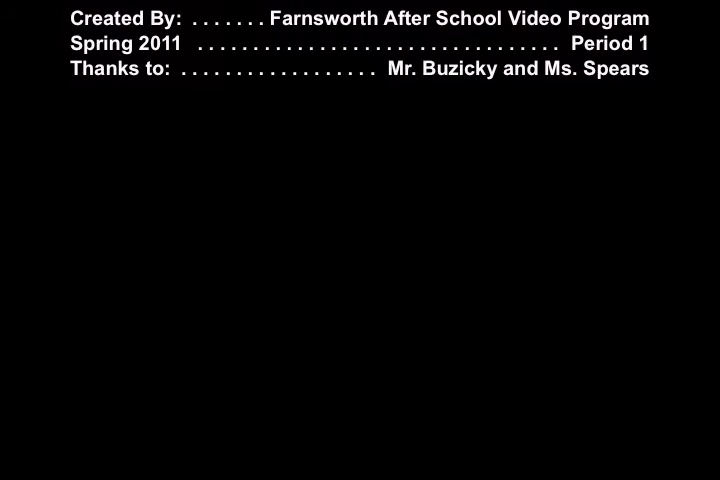 Created By: . . . . . . . Farnsworth After School Video Program
Spring 2011 . . . . . . . . . . . . . . . . . . . . . . . . . . . . . . . . . Period 1
Thanks to: . . . . . . . . . . . . . . . . . . Mr. Buzicky and Ms. Spears